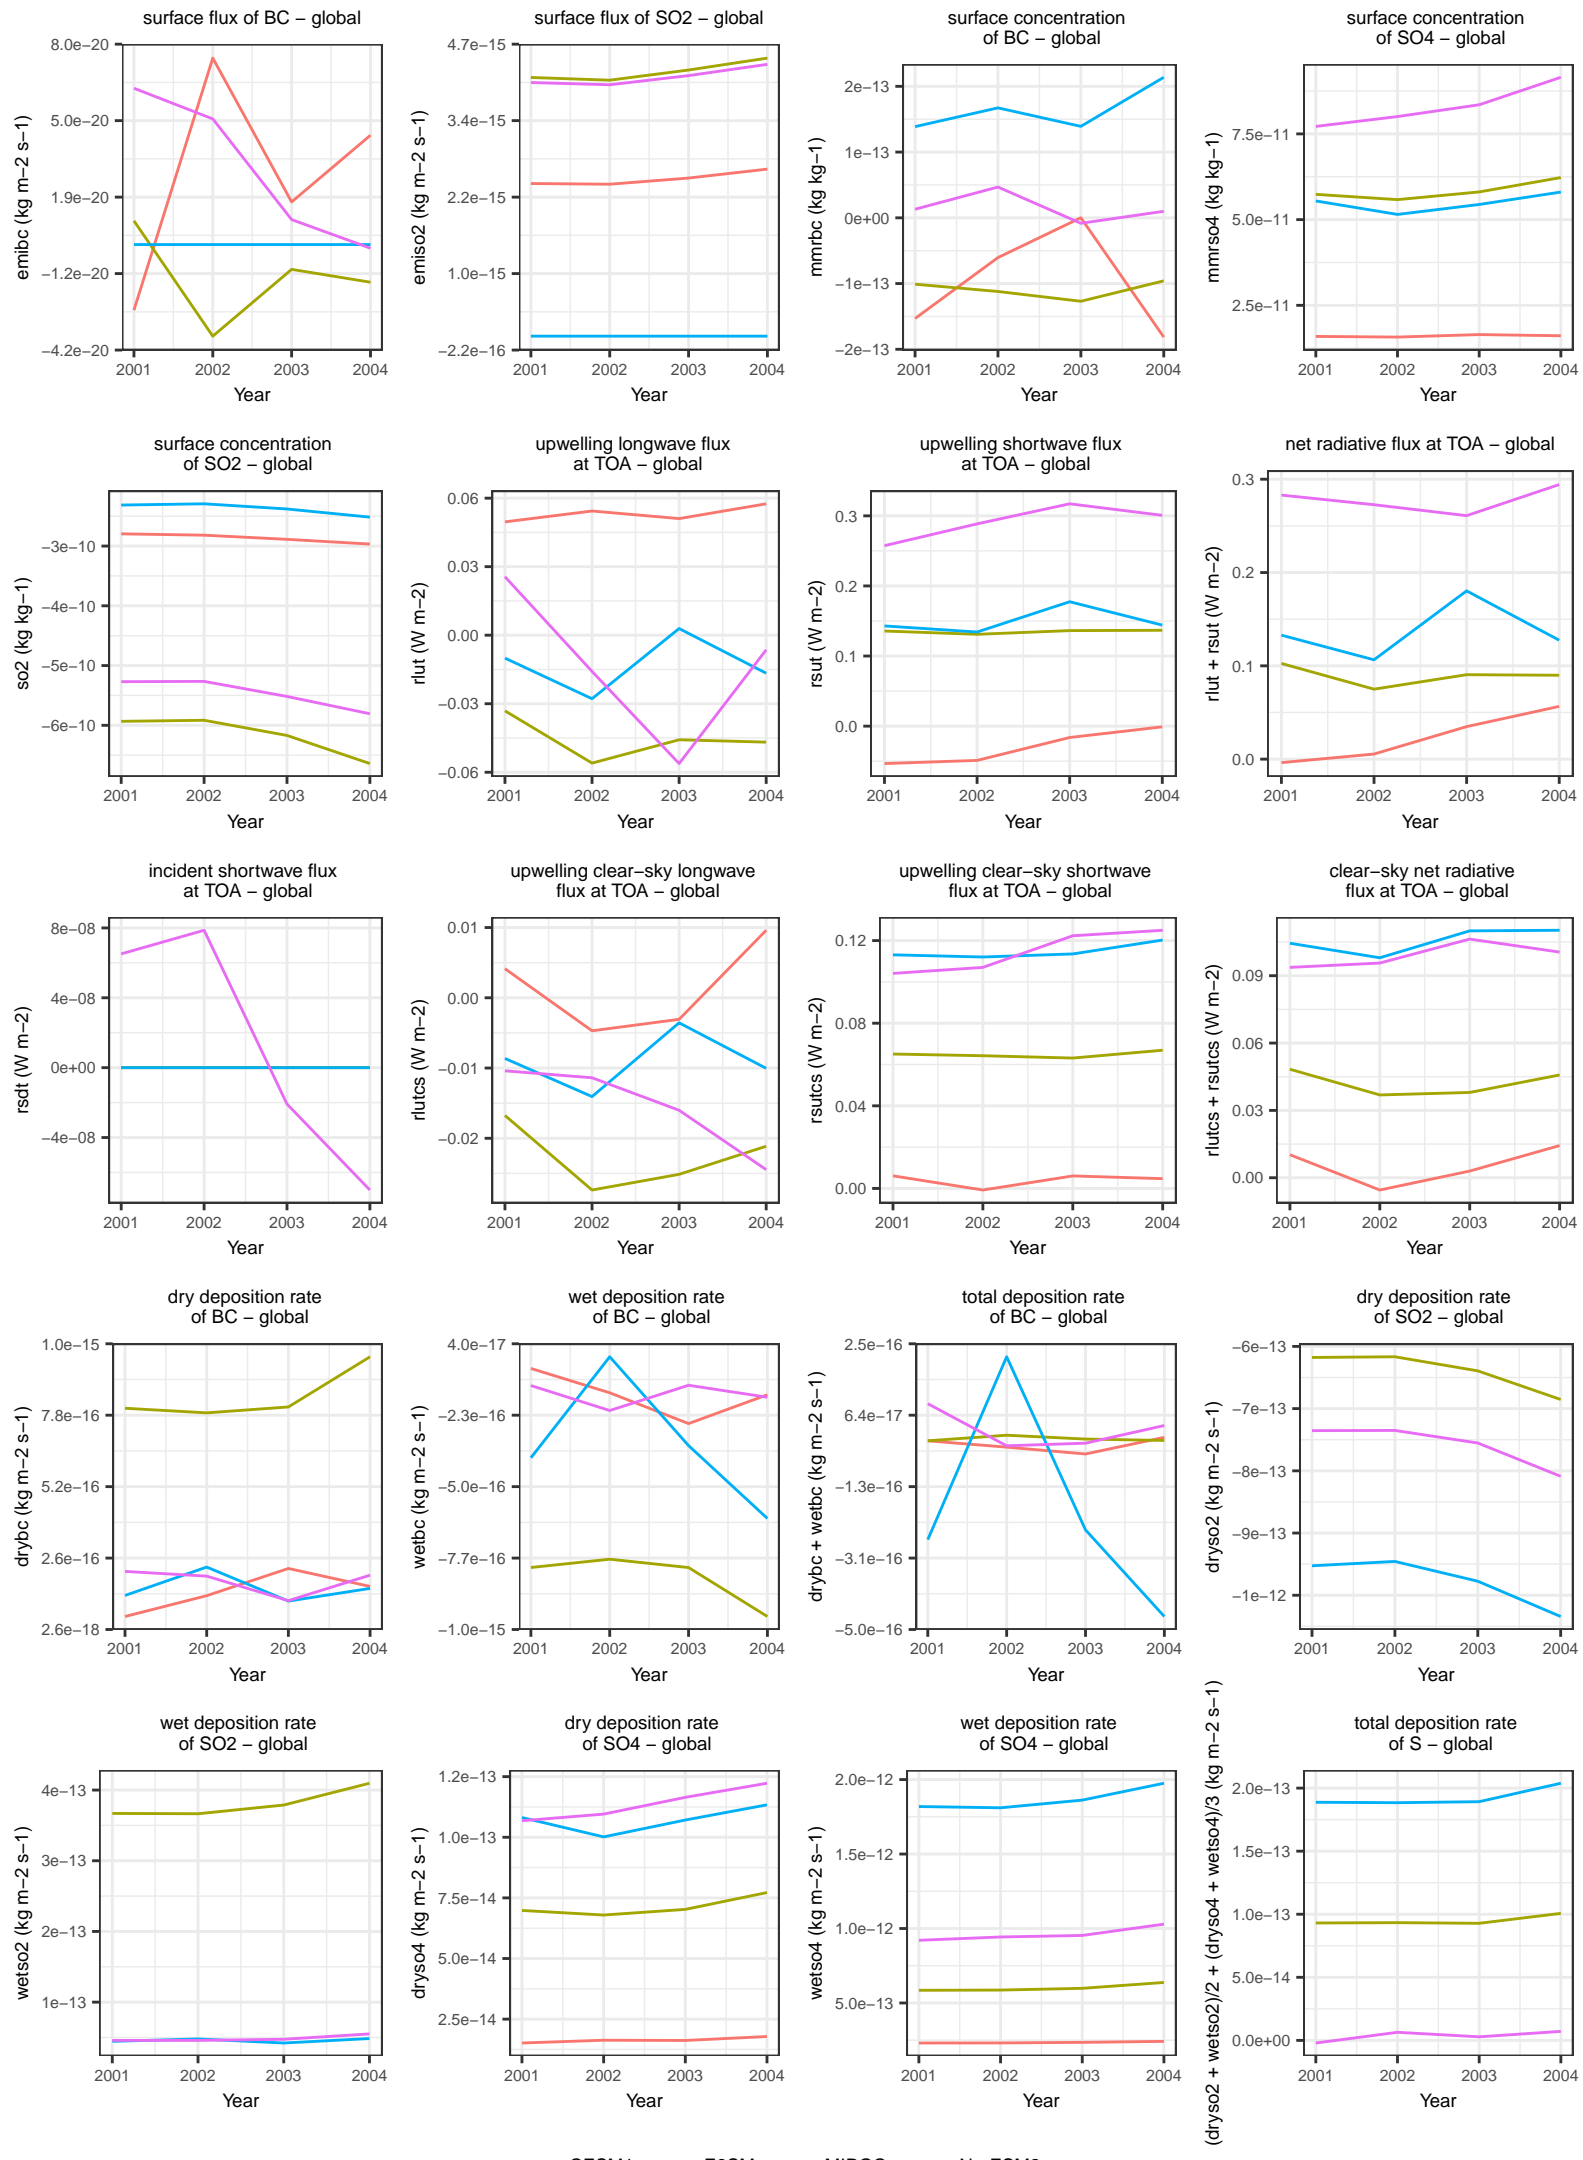 surface flux of BC − global
8.0e−20
5.0e−20
1.9e−20
−1.2e−20
−4.2e−20
emibc (kg m−2 s−1)
2001 2002 2003 2004
Year
surface flux of SO2 − global
4.7e−15
3.4e−15
2.2e−15
1.0e−15
−2.2e−16
emiso2 (kg m−2 s−1)
2001 2002 2003 2004
Year
surface concentration
of BC − global
2e−13
1e−13
0e+00
−1e−13
−2e−13
mmrbc (kg kg−1)
2001 2002 2003 2004
Year
surface concentration
of SO4 − global
7.5e−11
5.0e−11
2.5e−11
mmrso4 (kg kg−1)
2001 2002 2003 2004
Year
surface concentration
of SO2 − global
−3e−10
−4e−10
−5e−10
−6e−10
so2 (kg kg−1)
2001 2002 2003 2004
Year
upwelling longwave flux
at TOA − global
0.06
0.03
0.00
−0.03
−0.06
rlut (W m−2)
2001 2002 2003 2004
Year
upwelling shortwave flux
at TOA − global
0.3
0.2
0.1
0.0
rsut (W m−2)
2001 2002 2003 2004
Year
net radiative flux at TOA − global
0.3
0.2
0.1
0.0
rlut + rsut (W m−2)
2001 2002 2003 2004
Year
incident shortwave flux
at TOA − global
8e−08
4e−08
0e+00
−4e−08
rsdt (W m−2)
2001 2002 2003 2004
Year
upwelling clear−sky longwave
flux at TOA − global
0.01
0.00
−0.01
−0.02
rlutcs (W m−2)
2001 2002 2003 2004
Year
upwelling clear−sky shortwave
flux at TOA − global
0.12
0.08
0.04
0.00
rsutcs (W m−2)
2001 2002 2003 2004
Year
clear−sky net radiative
flux at TOA − global
0.09
0.06
0.03
0.00
rlutcs + rsutcs (W m−2)
2001 2002 2003 2004
Year
dry deposition rate
of BC − global
1.0e−15
7.8e−16
5.2e−16
2.6e−16
2.6e−18
drybc (kg m−2 s−1)
2001 2002 2003 2004
Year
wet deposition rate
of BC − global
4.0e−17
−2.3e−16
−5.0e−16
−7.7e−16
−1.0e−15
wetbc (kg m−2 s−1)
2001 2002 2003 2004
Year
total deposition rate
of BC − global
2.5e−16
6.4e−17
−1.3e−16
−3.1e−16
−5.0e−16
drybc + wetbc (kg m−2 s−1)
2001 2002 2003 2004
Year
dry deposition rate
of SO2 − global
−6e−13
−7e−13
−8e−13
−9e−13
−1e−12
dryso2 (kg m−2 s−1)
2001 2002 2003 2004
Year
wet deposition rate
of SO2 − global
4e−13
3e−13
2e−13
1e−13
wetso2 (kg m−2 s−1)
2001 2002 2003 2004
Year
dry deposition rate
of SO4 − global
1.2e−13
1.0e−13
7.5e−14
5.0e−14
2.5e−14
dryso4 (kg m−2 s−1)
2001 2002 2003 2004
Year
wet deposition rate
of SO4 − global
2.0e−12
1.5e−12
1.0e−12
5.0e−13
wetso4 (kg m−2 s−1)
2001 2002 2003 2004
Year
total deposition rate
of S − global
2.0e−13
1.5e−13
1.0e−13
5.0e−14
0.0e+00
(dryso2 + wetso2)/2 + (dryso4 + wetso4)/3 (kg m−2 s−1)
2001 2002 2003 2004
Year